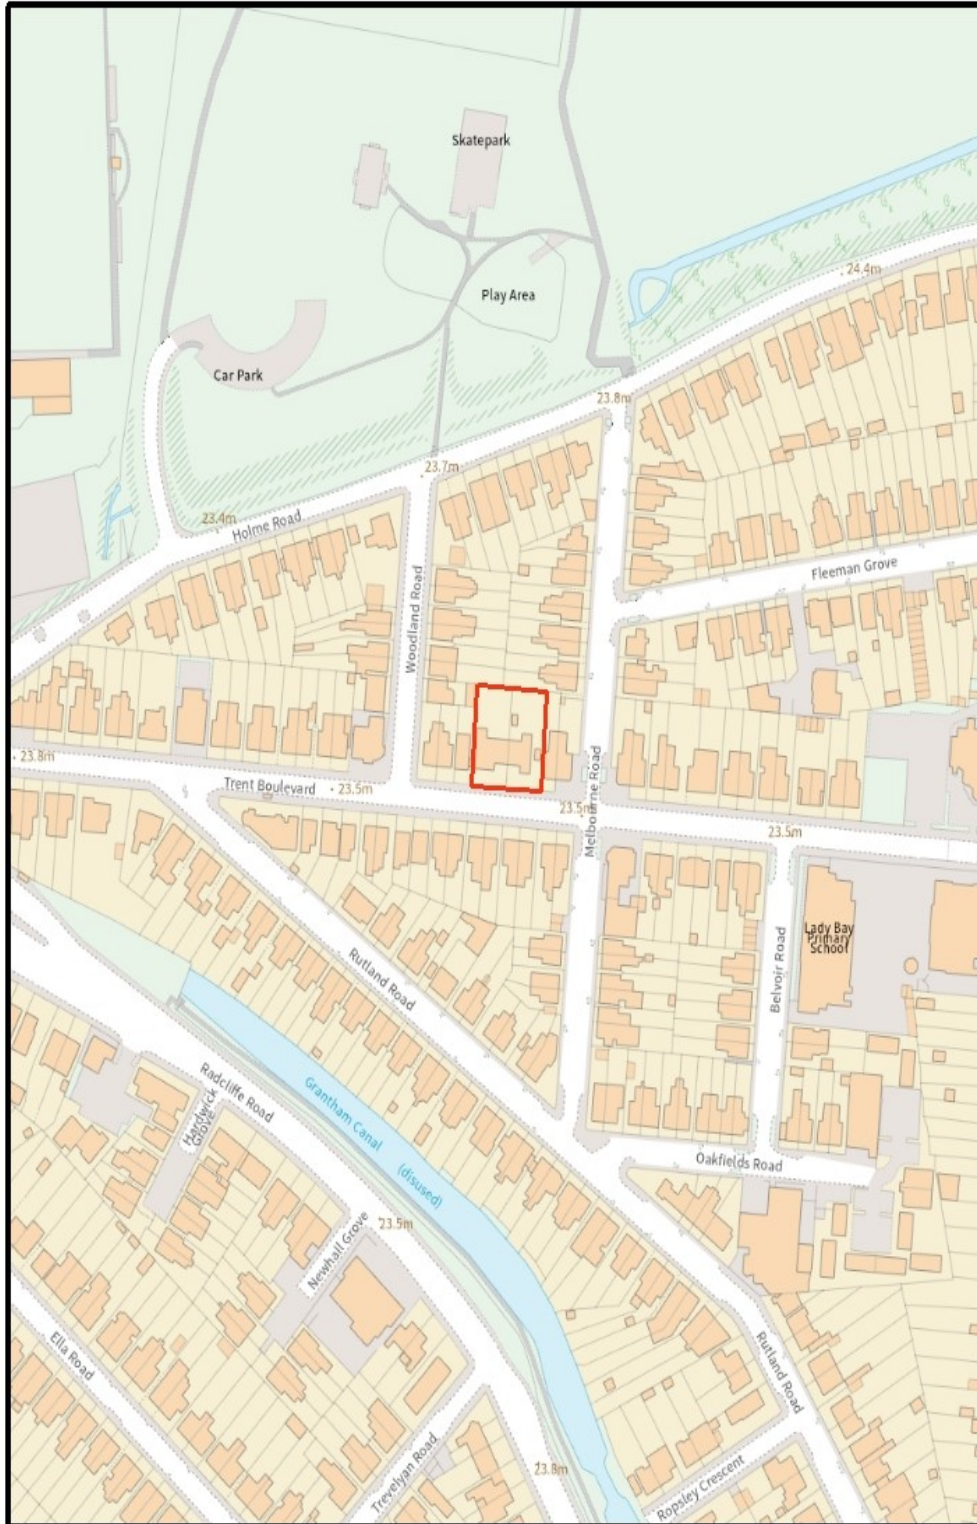 Skatepark
24.4m
Play Area
Car Park
23.8m
23.7m
23.4m
Holme Road
Fleeman Grove
Woodland Road
23.8m
Trent Boulevard
23.5m
23.5m
Melbourne Road
23.5m
Lady Bay
Primary
School
Belvoir Road
Rutland Road
Radcliffe Road
Hardwick
Grove
Grantham Canal
(disused)
Oakfields Road
23.5m
Newhall Grove
Ella Road
Rutland Road
Trevelyan Road
23.8m
Ropsley Crescent